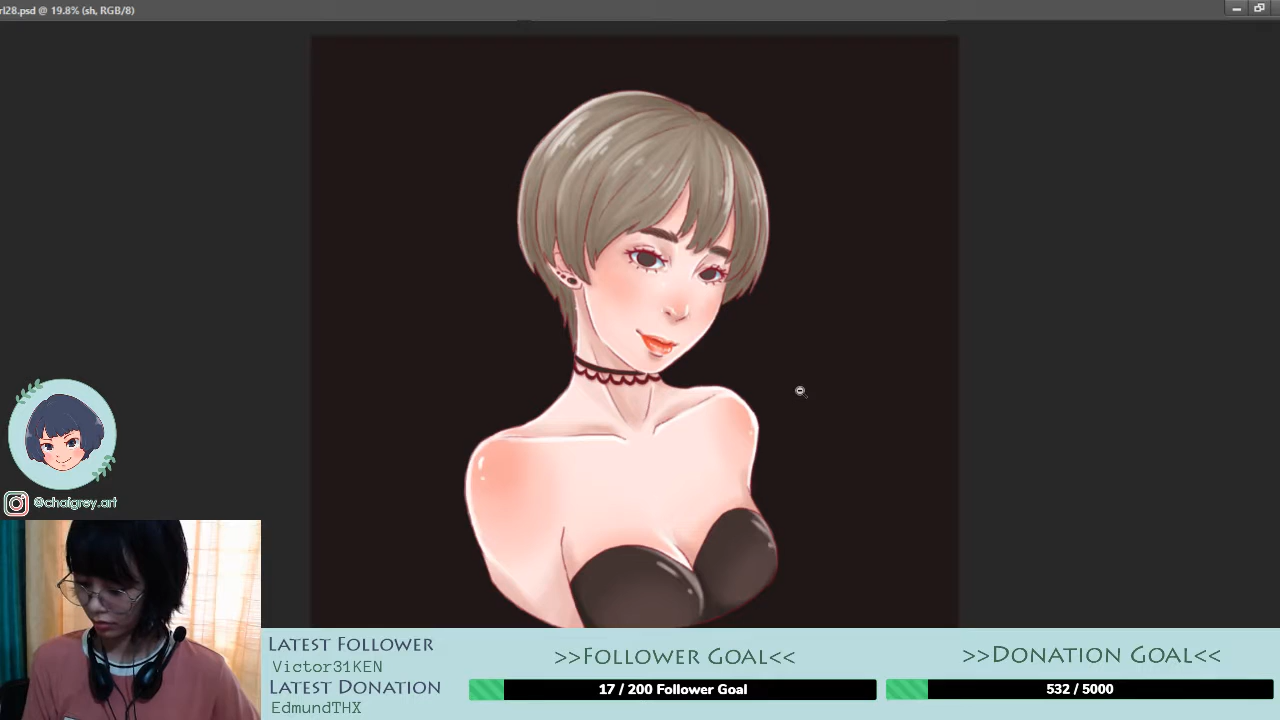 rl28.psd @ 19.8% (sh, RGB/8)
@chaigrey.art
LATEST FOLLOWER
Victor31KEN
LATEST DONATION
EdmundTHX
>>FOLLOWER GOAL<<
17 / 200 Follower Goal
>>DONATION GOAL<<
532 / 5000